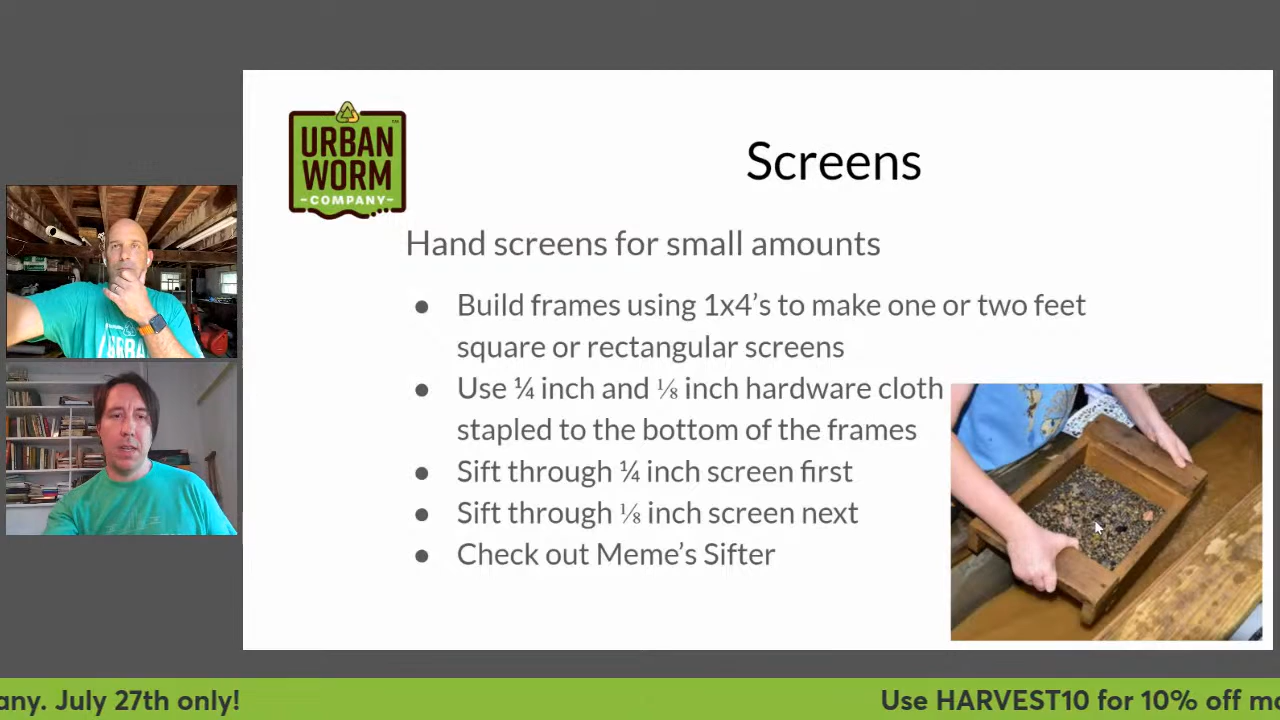 URBAN
WORM
COMPANY
™
Screens
Hand screens for small amounts
● Build frames using 1x4’s to make one or two feet
square or rectangular screens
● Use ¼ inch and ⅛ inch hardware cloth
stapled to the bottom of the frames
● Sift through ¼ inch screen first
● Sift through ⅛ inch screen next
● Check out Meme’s Sifter
any. July 27th only!
Use HARVEST10 for 10% off